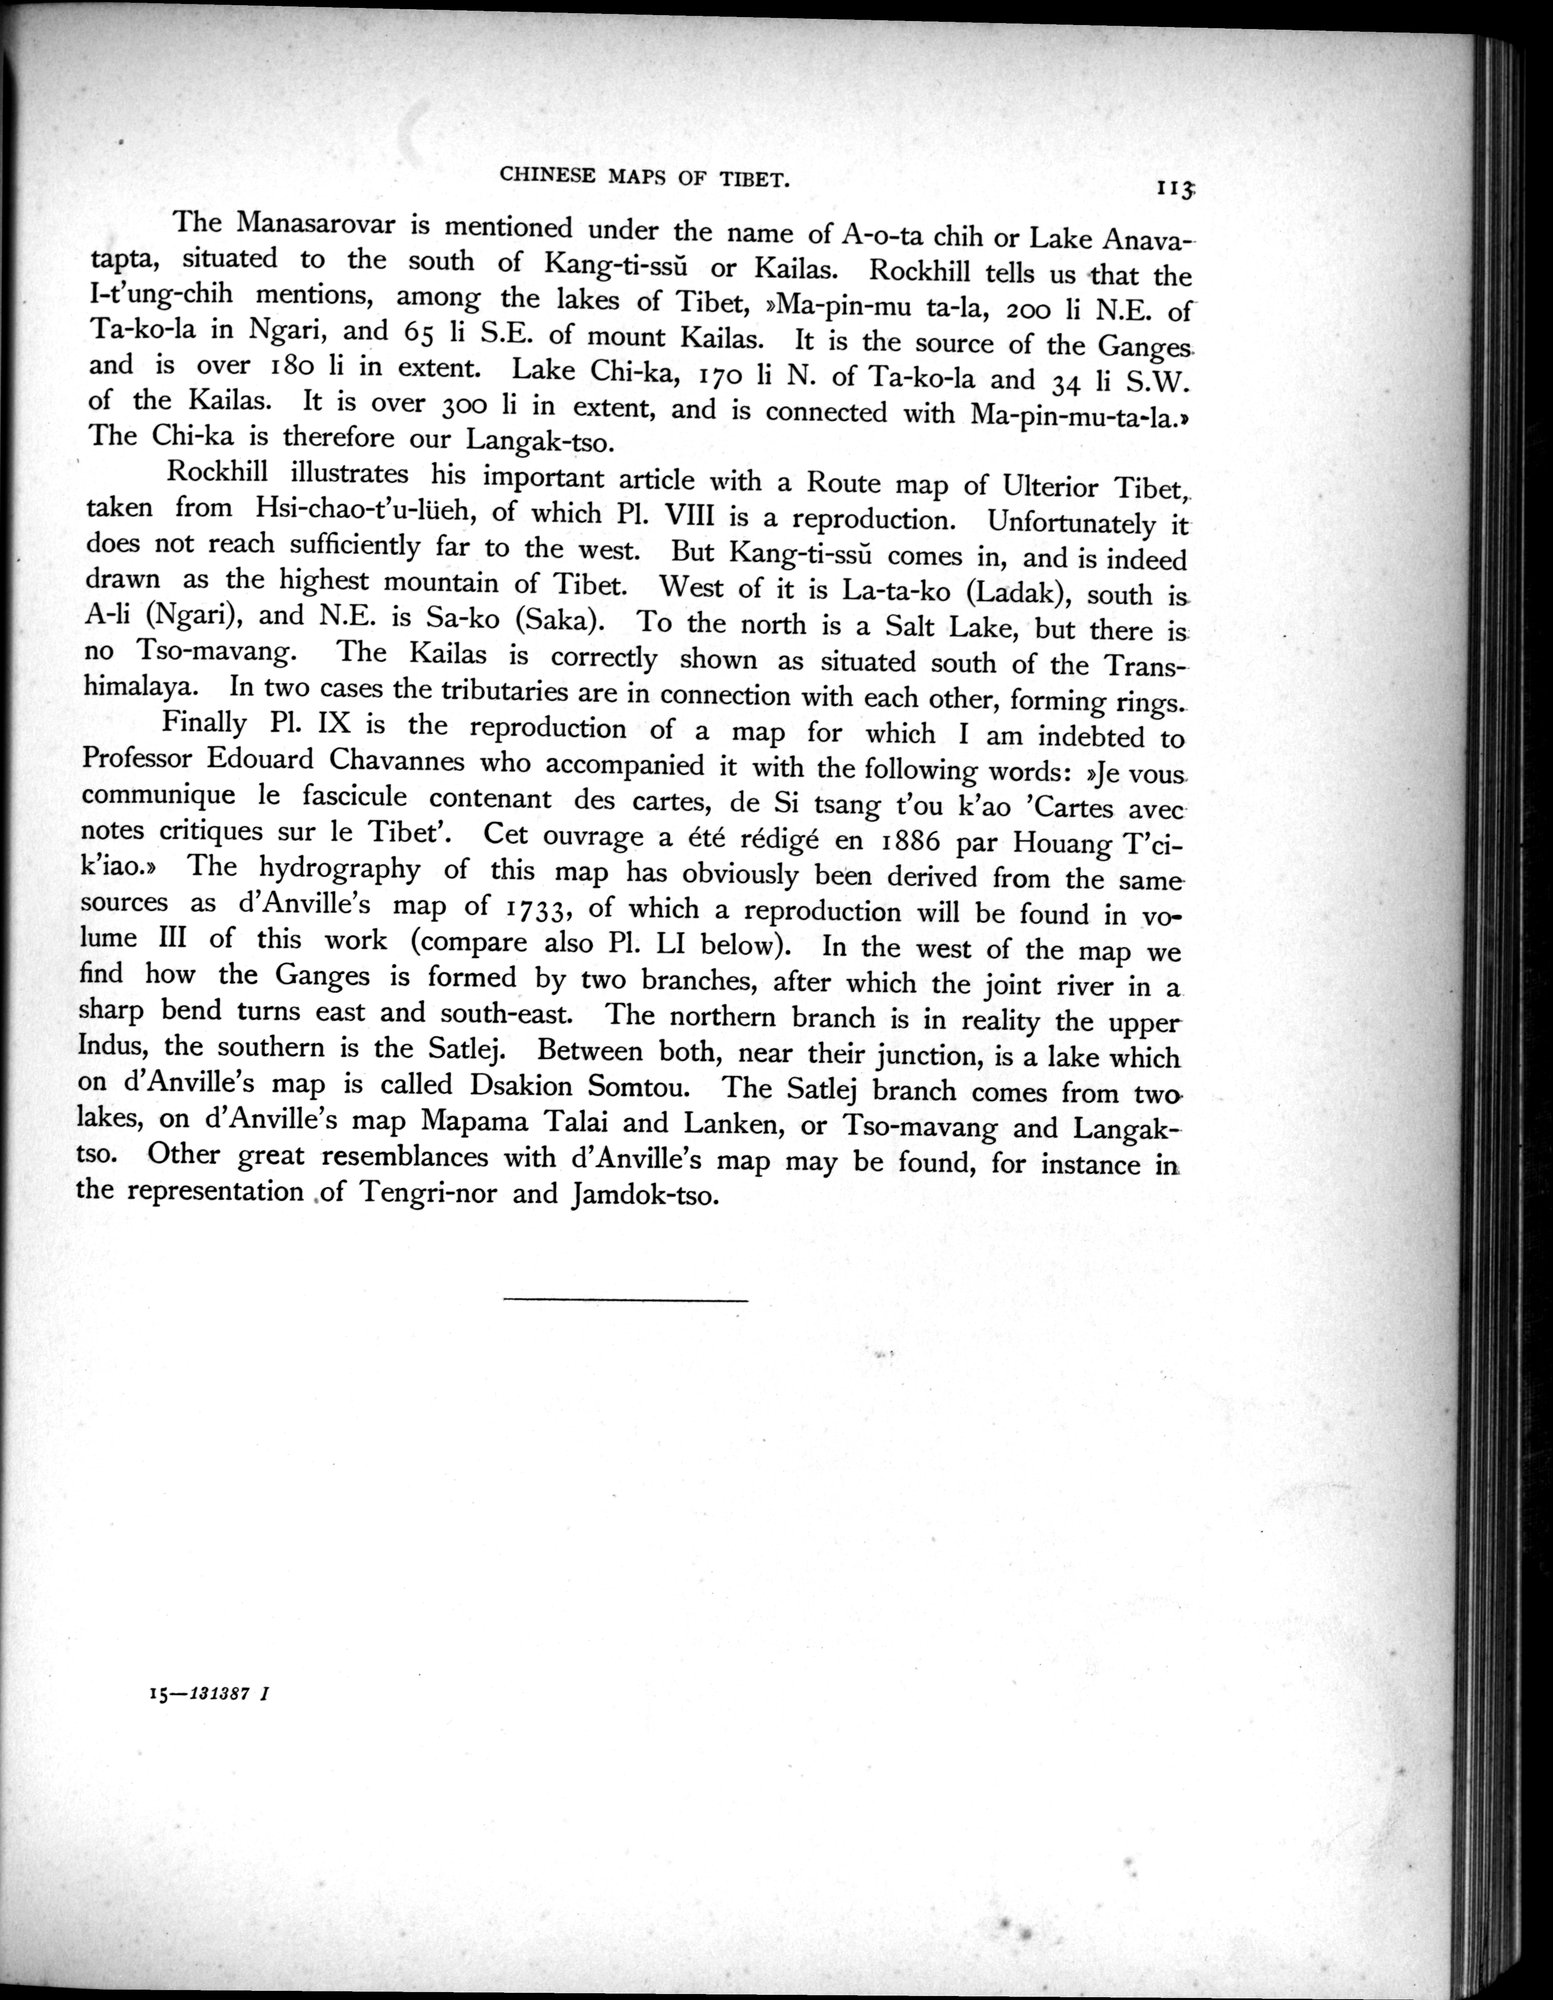 CHINESE MAPS OF TIBET.
113
The Manasarovar is mentioned under the name of A-o-ta chih or Lake Anava-
tapta, situated to the south of Kang-ti-ssŭ or Kailas. Rockhill tells us that the
I-t’ung-chih mentions, among the lakes of Tibet, »Ma-pin-mu ta-la, 200 li N.E. of
Ta-ko-la in Ngari, and 65 li S.E. of mount Kailas. It is the source of the Ganges
and is over 180 li in extent. Lake Chi-ka, 170 li N. of Ta-ko-la and 34 li S.W.
of the Kailas. It is over 300 li in extent, and is connected with Ma-pin-mu-ta-la.»
The Chi-ka is therefore our Langak-tso.
Rockhill illustrates his important article with a Route map of Ulterior Tibet,
taken from Hsi-chao-t’u-lüeh, of which Pl. VIII is a reproduction. Unfortunately it
does not reach sufficiently far to the west. But Kang-ti-ssŭ comes in, and is indeed
drawn as the highest mountain of Tibet. West of it is La-ta-ko (Ladak), south is
A-li (Ngari), and N.E. is Sa-ko (Saka). To the north is a Salt Lake, but there is
no Tso-mavang. The Kailas is correctly shown as situated south of the Trans-
himalaya. In two cases the tributaries are in connection with each other, forming rings.
Finally Pl. IX is the reproduction of a map for which I am indebted to
Professor Edouard Chavannes who accompanied it with the following words: »Je vous
communique le fascicule contenant des cartes, de Si tsang t’ou k’ao ’Cartes avec
notes critiques sur le Tibet’. Cet ouvrage a été rédigé en 1886 par Houang T’ci-
k’iao.» The hydrography of this map has obviously been derived from the same
sources as d’Anville’s map of 1733, of which a reproduction will be found in vo-
lume III of this work (compare also Pl. LI below). In the west of the map we
find how the Ganges is formed by two branches, after which the joint river in a
sharp bend turns east and south-east. The northern branch is in reality the upper
Indus, the southern is the Satlej. Between both, near their junction, is a lake which
on d’Anville’s map is called Dsakion Somtou. The Satlej branch comes from two
lakes, on d’Anville’s map Mapama Talai and Lanken, or Tso-mavang and Langak-
tso. Other great resemblances with d’Anville’s map may be found, for instance in
the representation of Tengri-nor and Jamdok-tso.
15—131387 I